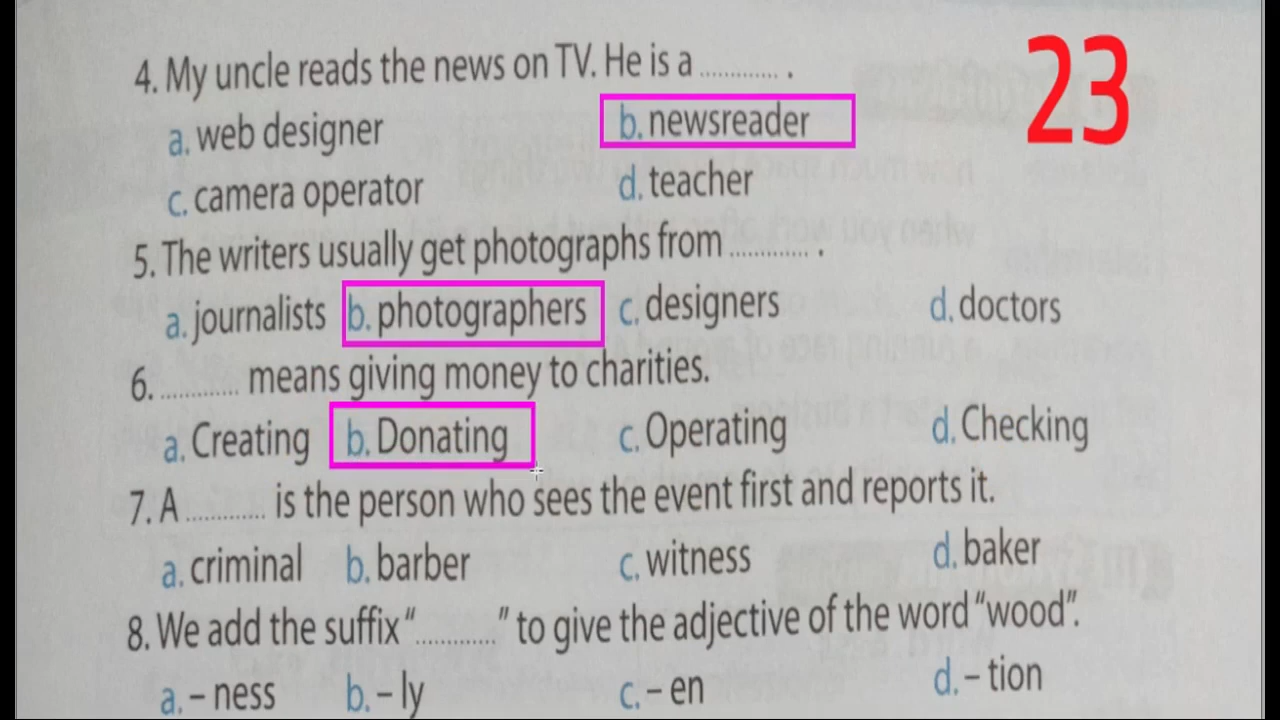 4. My uncle reads the news on TV. He is a ............. .
23
a. web designer b. newsreader
c. camera operator d. teacher
5. The writers usually get photographs from ............. .
a. journalists b. photographers c. designers d. doctors
6. ............. means giving money to charities.
a. Creating b. Donating c. Operating d. Checking
7. A ............. is the person who sees the event first and reports it.
a. criminal b. barber c. witness d. baker
8. We add the suffix “.............” to give the adjective of the word “wood”.
a. – ness b. – ly c. – en d. – tion